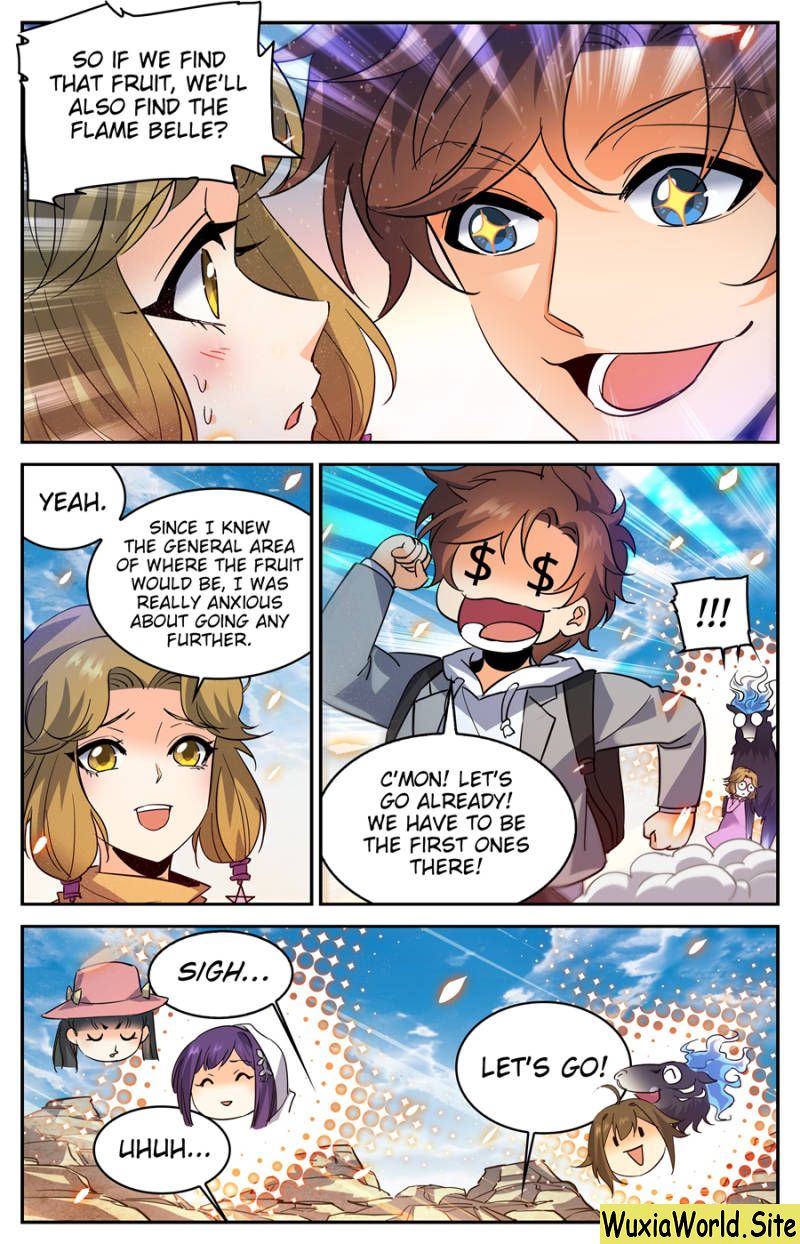 SO IF WE FIND
THAT FRUIT, WE'LL
ALSO FIND THE
FLAME BELLE?
YEAH.
SINCE I KNEW
THE GENERAL AREA
OF WHERE THE FRUIT
WOULD BE, I WAS
REALLY ANXIOUS
ABOUT GOING ANY
FURTHER.
$ $
!!!
C'MON! LET'S
GO ALREADY!
WE HAVE TO BE
THE FIRST ONES
THERE!
SIGH...
UHUH...
LET'S GO!
WuxiaWorld.Site